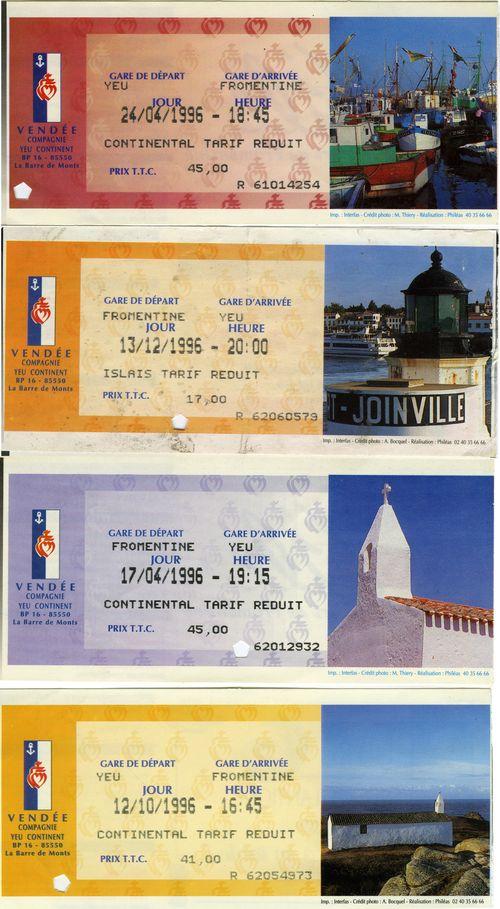 VENDÉE
COMPAGNIE
YEU CONTINENT
BP 16 - 85550
La Barre de Monts
GARE DE DÉPART GARE D'ARRIVÉE
YEU FROMENTINE
JOUR HEURE
24/04/1996 - 18:45
CONTINENTAL TARIF REDUIT
PRIX T.T.C. 45,00
R 61014254
Imp. : Interfas - Crédit photo : M. Thiery - Réalisation : Philéas 40 35 66 66
VENDÉE
COMPAGNIE
YEU CONTINENT
BP 16 - 85550
La Barre de Monts
GARE DE DÉPART GARE D'ARRIVÉE
FROMENTINE YEU
JOUR HEURE
13/12/1996 - 20:00
ISLAIS TARIF REDUIT
PRIX T.T.C. 17,00
R 62060579
T - JOINVILLE
Imp. : Interfas - Crédit photo : A. Bocquel - Réalisation : Philéas 02 40 35 66 66
VENDÉE
COMPAGNIE
YEU CONTINENT
BP 16 - 85550
La Barre de Monts
GARE DE DÉPART GARE D'ARRIVÉE
FROMENTINE YEU
JOUR HEURE
17/04/1996 - 19:15
CONTINENTAL TARIF REDUIT
PRIX T.T.C. 45,00
62012932
Imp. : Interfas - Crédit photo : M. Thiery - Réalisation : Philéas 40 35 66 66
VENDÉE
COMPAGNIE
YEU CONTINENT
BP 16 - 85550
La Barre de Monts
GARE DE DÉPART GARE D'ARRIVÉE
YEU FROMENTINE
JOUR HEURE
12/10/1996 - 16:45
CONTINENTAL TARIF REDUIT
PRIX T.T.C. 41,00
R 62054973
Imp. : Interfas - Crédit photo : A. Bocquel - Réalisation : Philéas 02 40 35 66 66